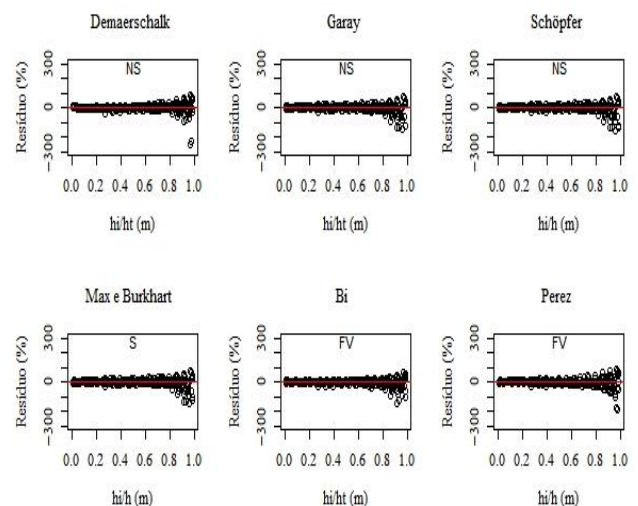 Demaerschalk
Garay
Schöpfer
NS
NS
NS
Resíduo (%)
−300 0 300
Resíduo (%)
−300 0 300
Resíduo (%)
−300 0 300
0.0 0.2 0.4 0.6 0.8 1.0
0.0 0.2 0.4 0.6 0.8 1.0
0.0 0.2 0.4 0.6 0.8 1.0
hi/ht (m)
hi/ht (m)
hi/h (m)
Max e Burkhart
Bi
Perez
S
FV
FV
Resíduo (%)
−300 0 300
Resíduo (%)
−300 0 300
Resíduo (%)
−300 0 300
0.0 0.2 0.4 0.6 0.8 1.0
0.0 0.2 0.4 0.6 0.8 1.0
0.0 0.2 0.4 0.6 0.8 1.0
hi/h (m)
hi/ht (m)
hi/h (m)